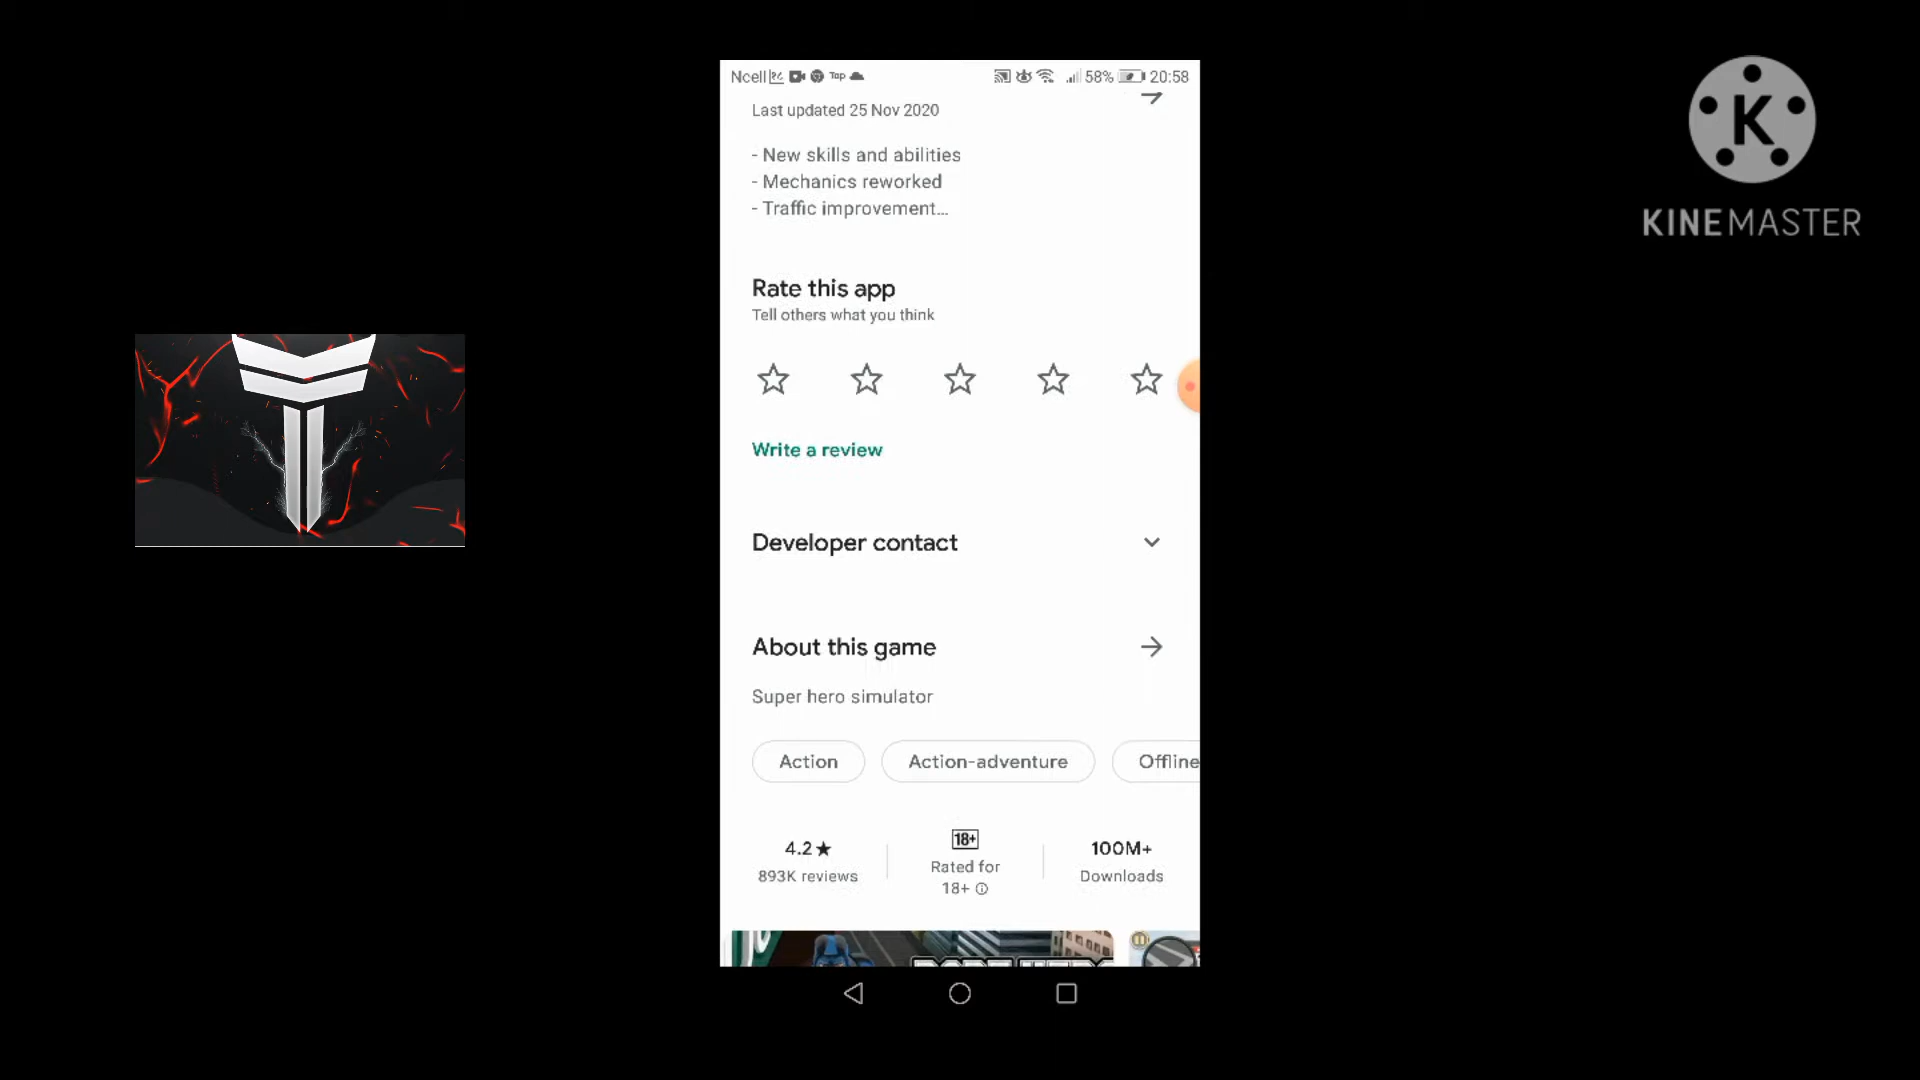 Ncell Top 58% 20:58
Last updated 25 Nov 2020
- New skills and abilities
- Mechanics reworked
- Traffic improvement...
Rate this app
Tell others what you think
Write a review
Developer contact
About this game
Super hero simulator
Action Action-adventure Offline
4.2★ 18+ 100M+
893K reviews Rated for Downloads
18+
K
KINEMASTER